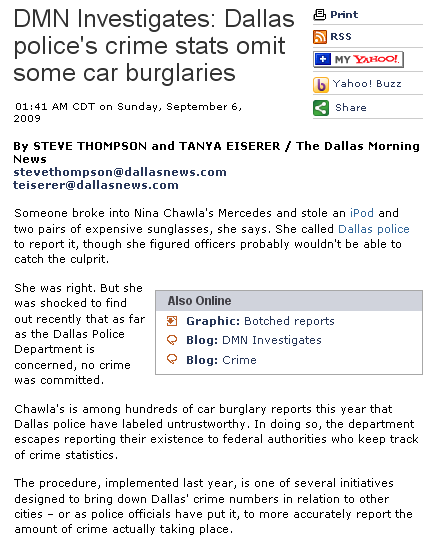 DMN Investigates: Dallas
police's crime stats omit
some car burglaries
Print
RSS
+ MY YAHOO!
Yahoo! Buzz
Share
01:41 AM CDT on Sunday, September 6,
2009
By STEVE THOMPSON and TANYA EISERER / The Dallas Morning
News
stevethompson@dallasnews.com
teiserer@dallasnews.com
Someone broke into Nina Chawla's Mercedes and stole an iPod and
two pairs of expensive sunglasses, she says. She called Dallas police
to report it, though she figured officers probably wouldn't be able to
catch the culprit.
She was right. But she
was shocked to find
out recently that as far
as the Dallas Police
Department is
concerned, no crime
was committed.
Also Online
Graphic: Botched reports
Blog: DMN Investigates
Blog: Crime
Chawla's is among hundreds of car burglary reports this year that
Dallas police have labeled untrustworthy. In doing so, the department
escapes reporting their existence to federal authorities who keep track
of crime statistics.
The procedure, implemented last year, is one of several initiatives
designed to bring down Dallas' crime numbers in relation to other
cities – or as police officials have put it, to more accurately report the
amount of crime actually taking place.